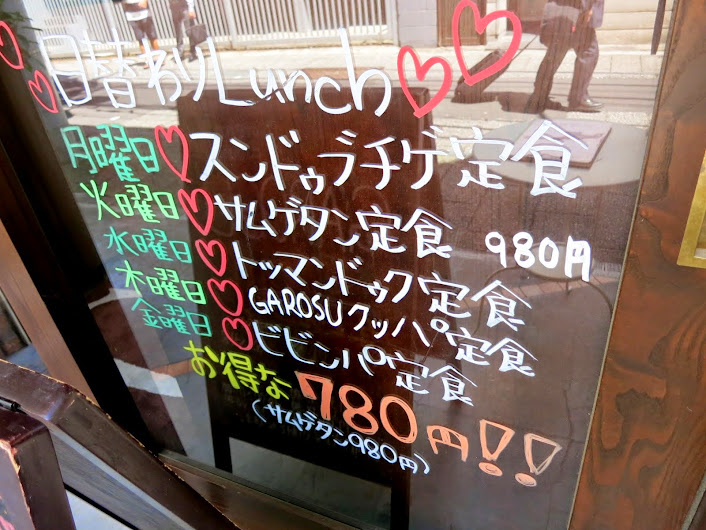 日替わりLunch
月曜日♡スンドゥブチゲ定食
火曜日♡サムゲタン定食 980円
水曜日♡トッマンドゥク定食
木曜日♡GAROSUクッパ定食
金曜日♡ビビンパ定食
お得な780円!!
(サムゲタン980円)